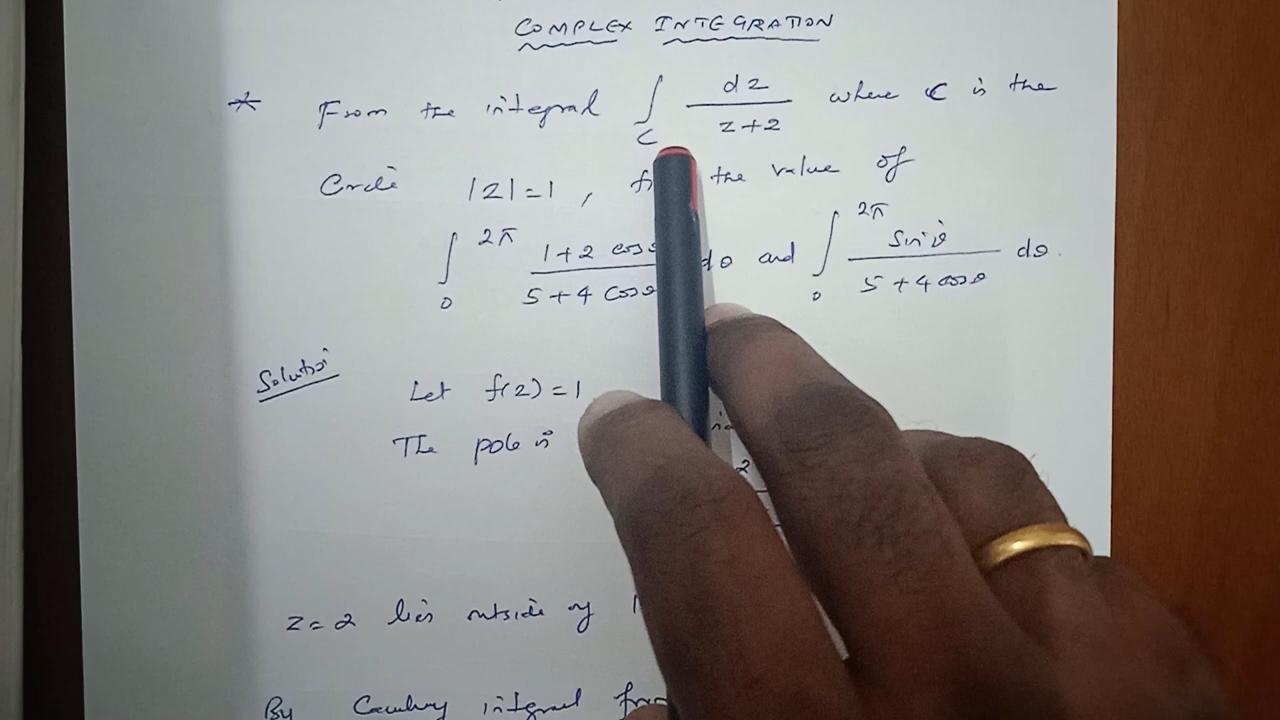 COMPLEX INTEGRATION
* From the integral ∫_C dz/(z+2) where C is the
Circle |z|=1, the value of
∫_0^2π (1+2 cosθ)/(5+4 cosθ) dθ and ∫_0^2π sinθ/(5+4cosθ) dθ.
Solution
Let f(z)=1
The pole is
z=2 lies outside of
By Cauchy integral